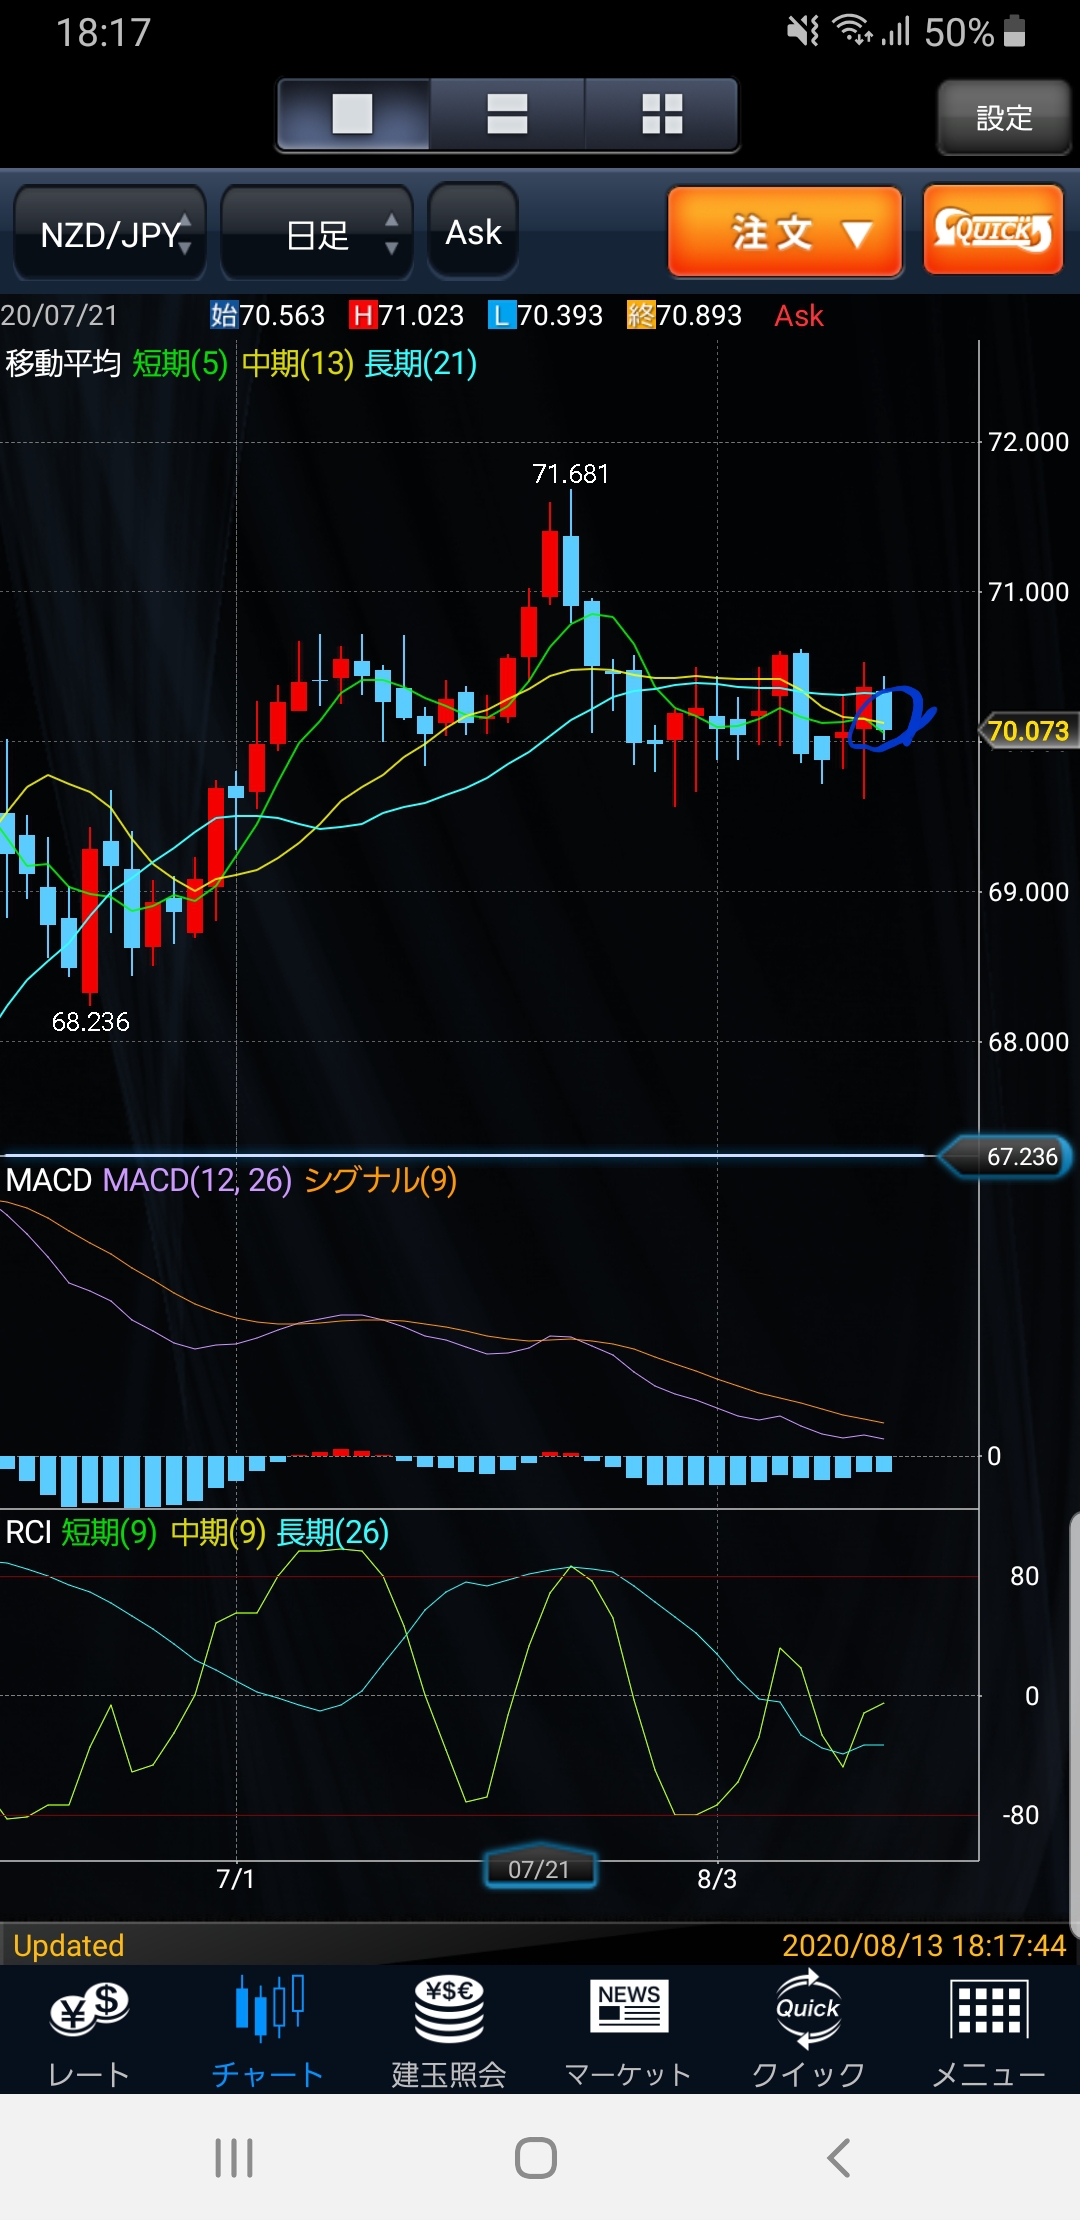 18:17 50%
設定
NZD/JPY 日足 Ask 注文 QUICK
20/07/21 始70.563 H71.023 L70.393 終70.893 Ask
移動平均 短期(5) 中期(13) 長期(21)
72.000
71.681
71.000
70.073
69.000
68.236
68.000
67.236
MACD MACD(12, 26) シグナル(9)
0
RCI 短期(9) 中期(9) 長期(26)
80
0
-80
7/1 07/21 8/3
Updated 2020/08/13 18:17:44
¥$ ¥$€ NEWS Quick
レート チャート 建玉照会 マーケット クイック メニュー